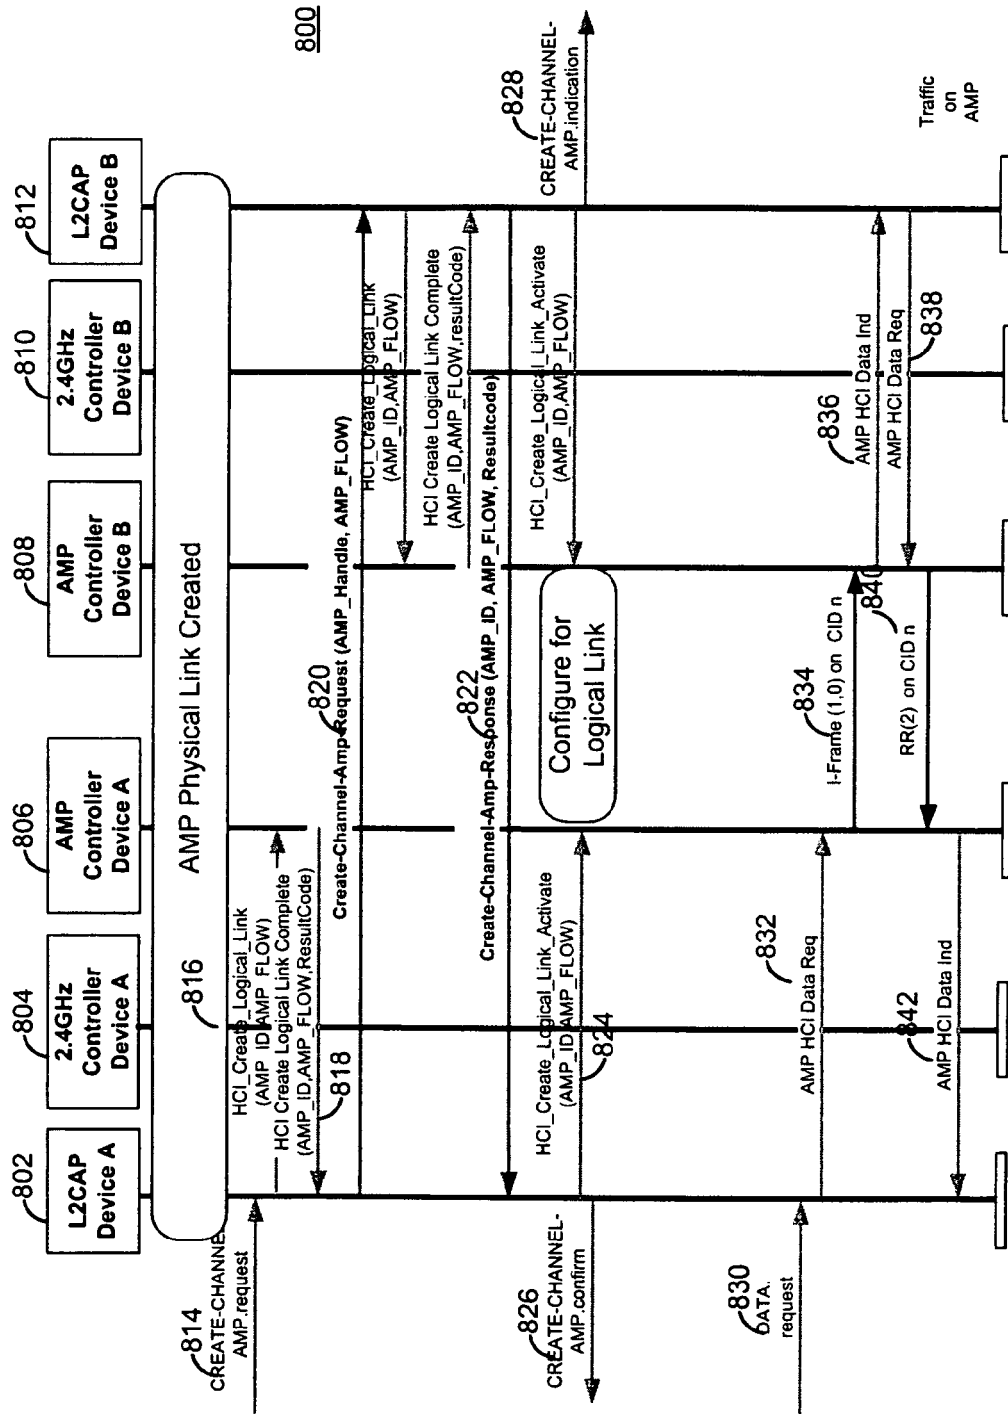 800
802
L2CAP
Device A
804
2.4GHz
Controller
Device A
806
AMP
Controller
Device A
808
AMP
Controller
Device B
810
2.4GHz
Controller
Device B
812
L2CAP
Device B
AMP Physical Link Created
814
CREATE-CHANNEL-
AMP.request
816
HCI_Create_Logical_Link
(AMP_ID,AMP_FLOW)
HCI Create Logical Link Complete
(AMP_ID,AMP_FLOW,ResultCode)
818
820
Create-Channel-Amp-Request (AMP_Handle, AMP_FLOW)
HCI_Create_Logical_Link
(AMP_ID,AMP_FLOW)
HCI Create Logical Link Complete
(AMP_ID,AMP_FLOW,resultCode)
822
Create-Channel-Amp-Response (AMP_ID, AMP_FLOW, Resultcode)
HCI_Create_Logical_Link_Activate
(AMP_ID,AMP_FLOW)
824
HCI_Create_Logical_Link_Activate
(AMP_ID,AMP_FLOW)
Configure for
Logical Link
826
CREATE-CHANNEL-
AMP.confirm
828
CREATE-CHANNEL-
AMP.indication
830
DATA.
request
832
AMP HCI Data Req
834
I-Frame (1,0) on CID n
836
AMP HCI Data Ind
AMP HCI Data Req
838
840
RR(2) on CID n
842
AMP HCI Data Ind
Traffic
on
AMP